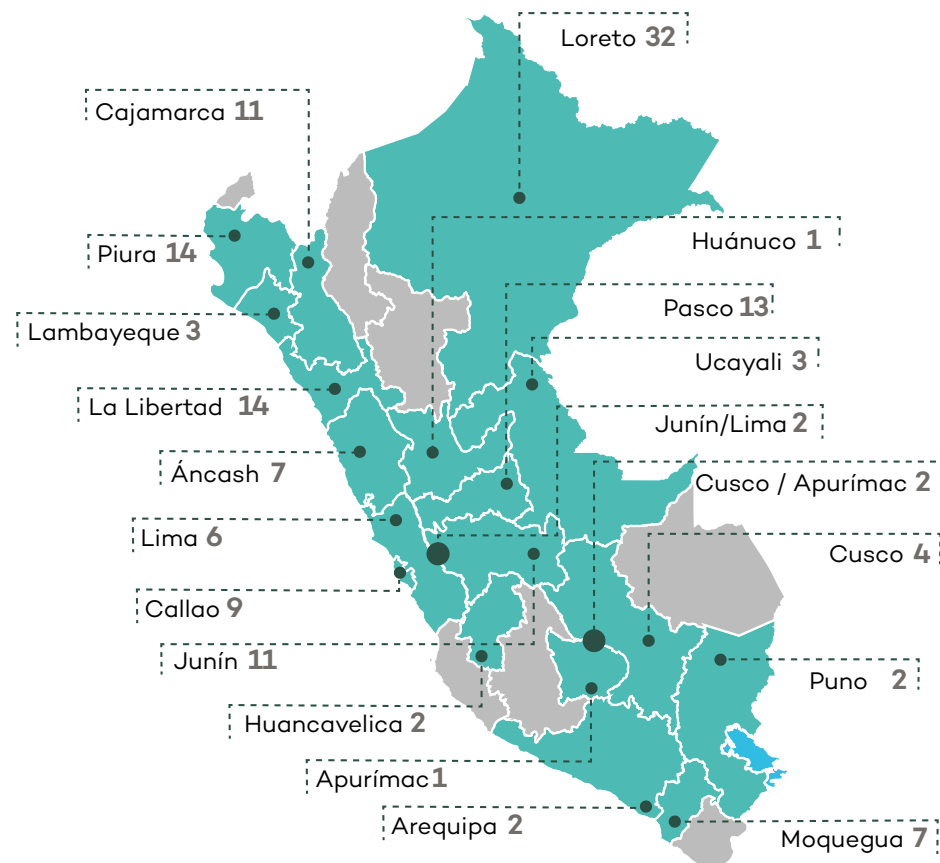 Loreto 32
Cajamarca 11
Huánuco 1
Piura 14
Pasco 13
Lambayeque 3
Ucayali 3
La Libertad 14
Junín/Lima 2
Áncash 7
Cusco / Apurímac 2
Lima 6
Cusco 4
Callao 9
Junín 11
Puno 2
Huancavelica 2
Apurímac 1
Arequipa 2
Moquegua 7